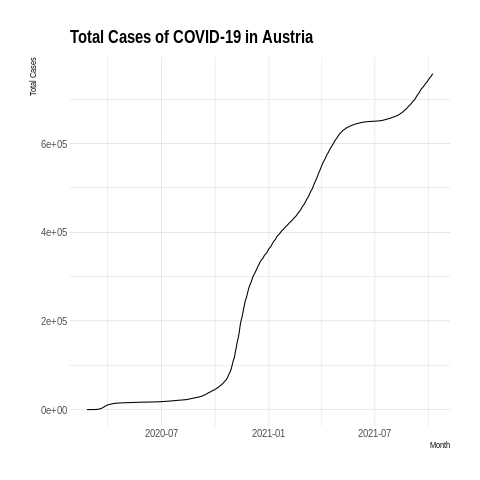 Total Cases of COVID-19 in Austria
Total Cases
6e+05
4e+05
2e+05
0e+00
2020-07 2021-01 2021-07
Month